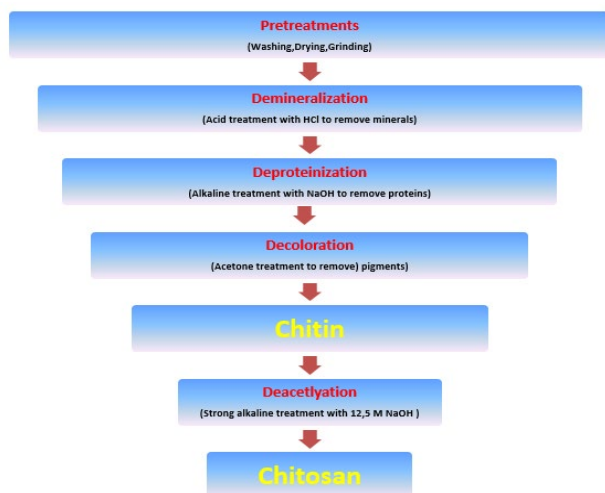 Pretreatments
(Washing,Drying,Grinding)
Demineralization
(Acid treatment with HCl to remove minerals)
Deproteinization
(Alkaline treatment with NaOH to remove proteins)
Decoloration
(Acetone treatment to remove) pigments)
Chitin
Deacetlyation
(Strong alkaline treatment with 12,5 M NaOH )
Chitosan